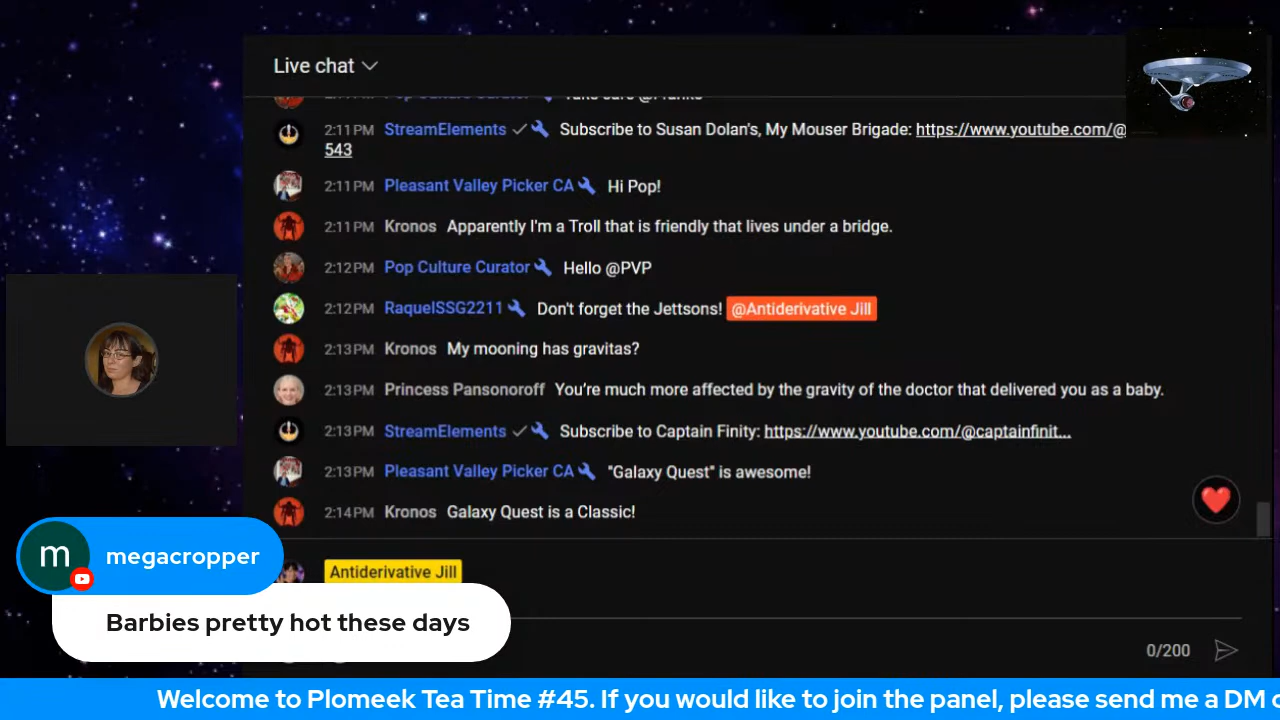 Live chat
2:11 PM StreamElements Subscribe to Susan Dolan's, My Mouser Brigade: https://www.youtube.com/@
543
2:11 PM Pleasant Valley Picker CA Hi Pop!
2:11 PM Kronos Apparently I'm a Troll that is friendly that lives under a bridge.
2:12 PM Pop Culture Curator Hello @PVP
2:12 PM RaquelSSG2211 Don't forget the Jettsons! @Antiderivative Jill
2:13 PM Kronos My mooning has gravitas?
2:13 PM Princess Pansonoroff You're much more affected by the gravity of the doctor that delivered you as a baby.
2:13 PM StreamElements Subscribe to Captain Finity: https://www.youtube.com/@captainfinit...
2:13 PM Pleasant Valley Picker CA "Galaxy Quest" is awesome!
2:14 PM Kronos Galaxy Quest is a Classic!
m megacropper
Antiderivative Jill
Barbies pretty hot these days
0/200
Welcome to Plomeek Tea Time #45. If you would like to join the panel, please send me a DM